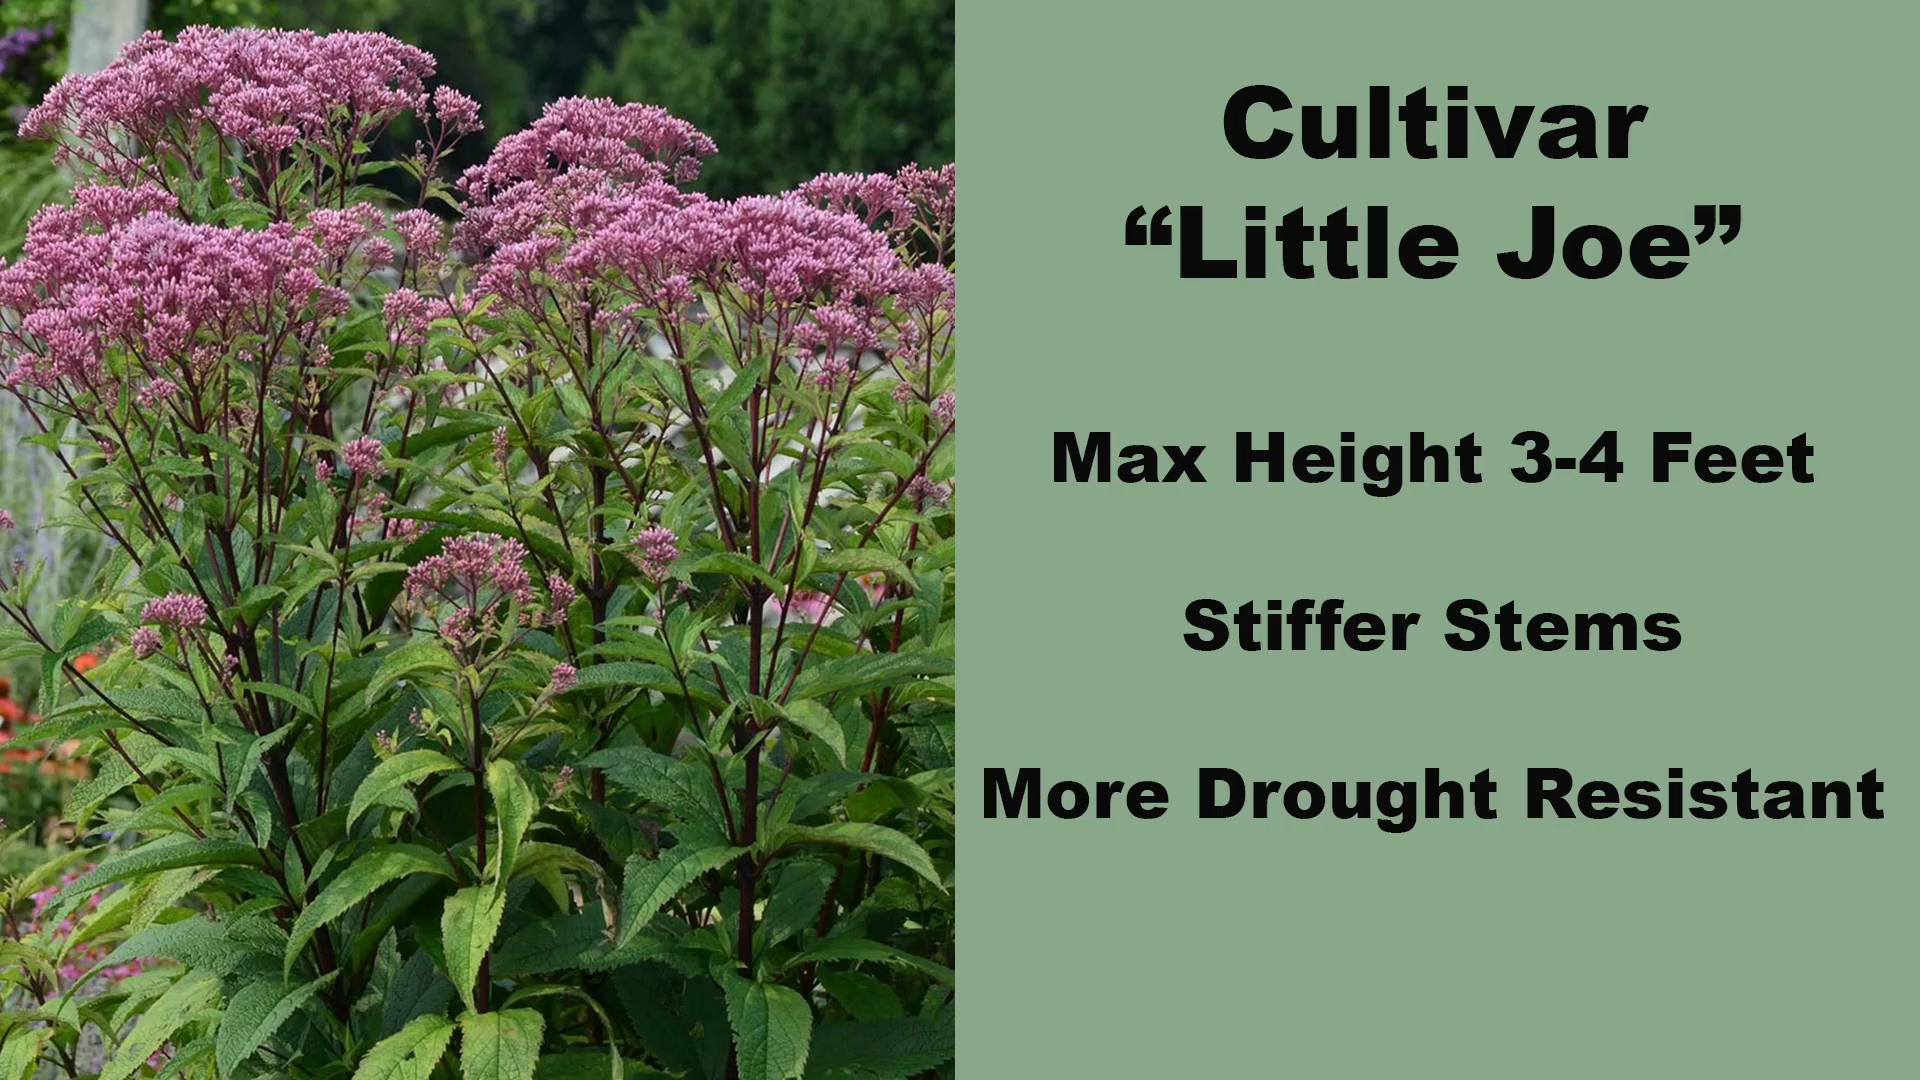 Cultivar
“Little Joe”
Max Height 3-4 Feet
Stiffer Stems
More Drought Resistant